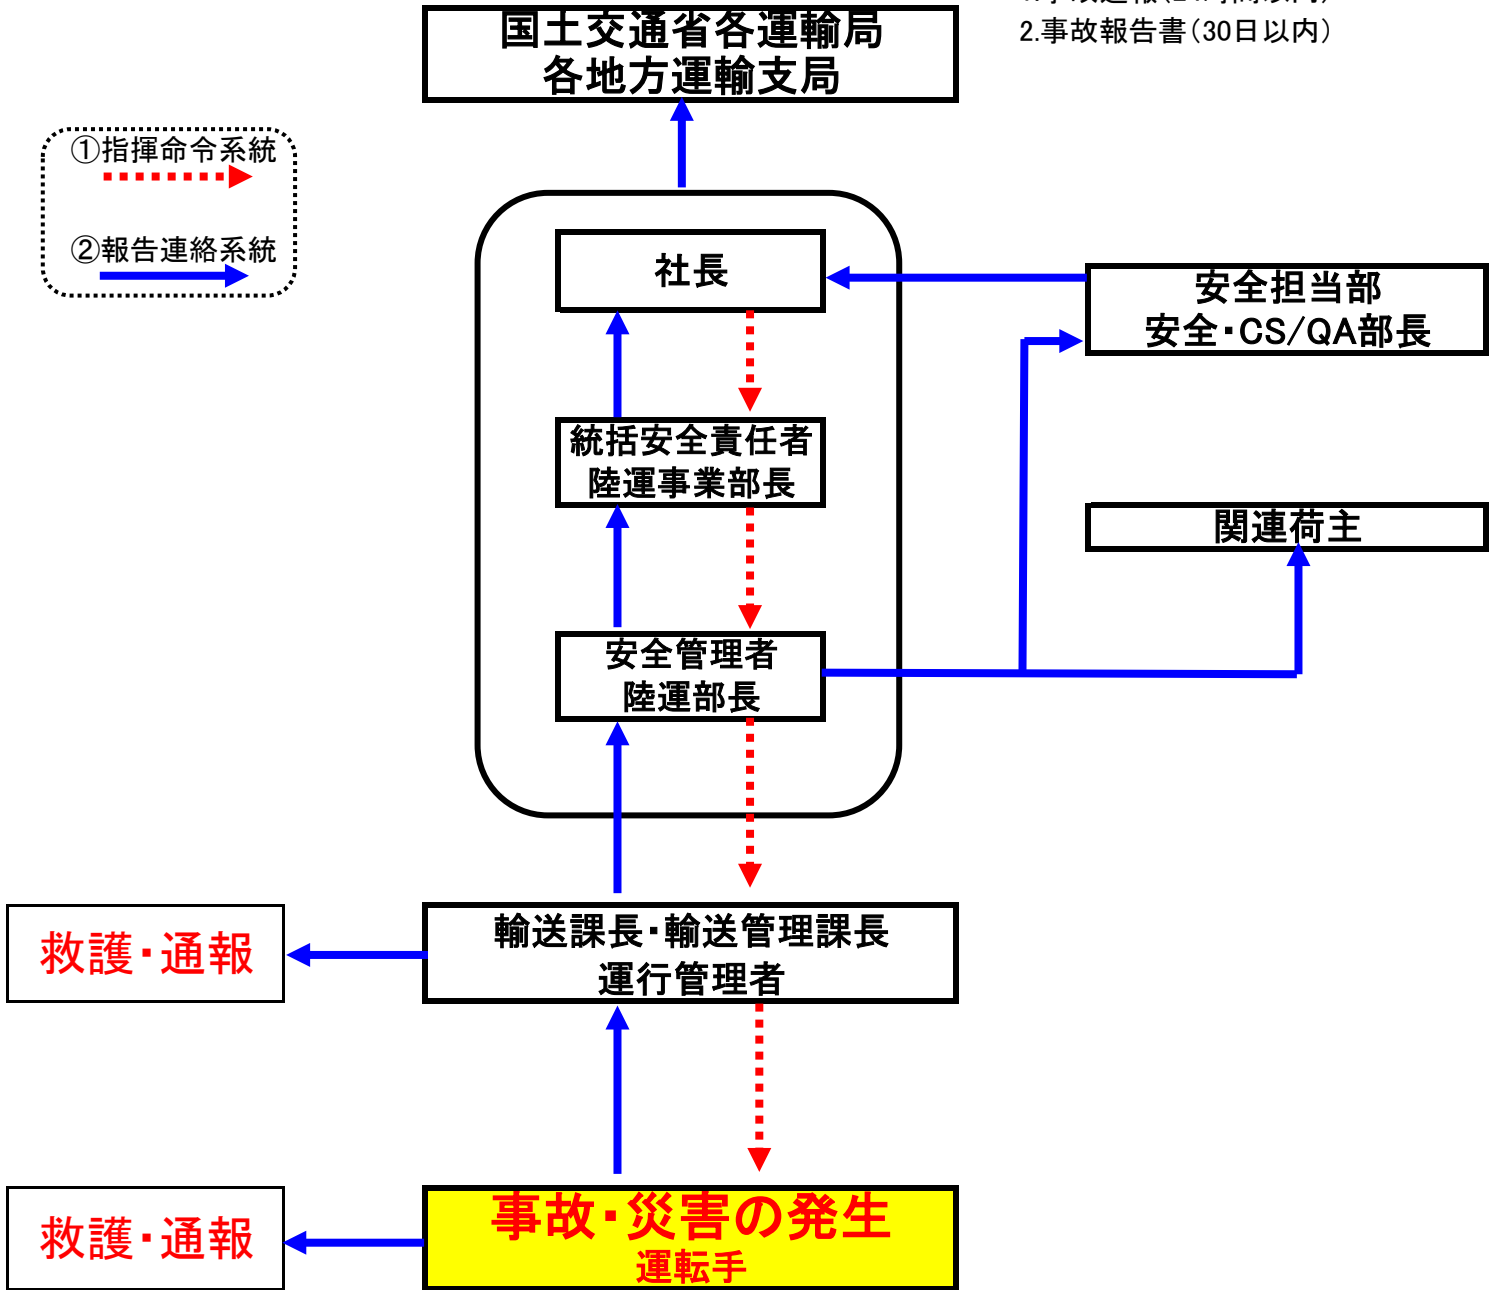 国土交通省各運輸局
各地方運輸支局
2.事故報告書(30日以内)
①指揮命令系統
②報告連絡系統
社長
安全担当部
安全・CS/QA部長
統括安全責任者
陸運事業部長
関連荷主
安全管理者
陸運部長
救護・通報
輸送課長・輸送管理課長
運行管理者
救護・通報
事故・災害の発生
運転手